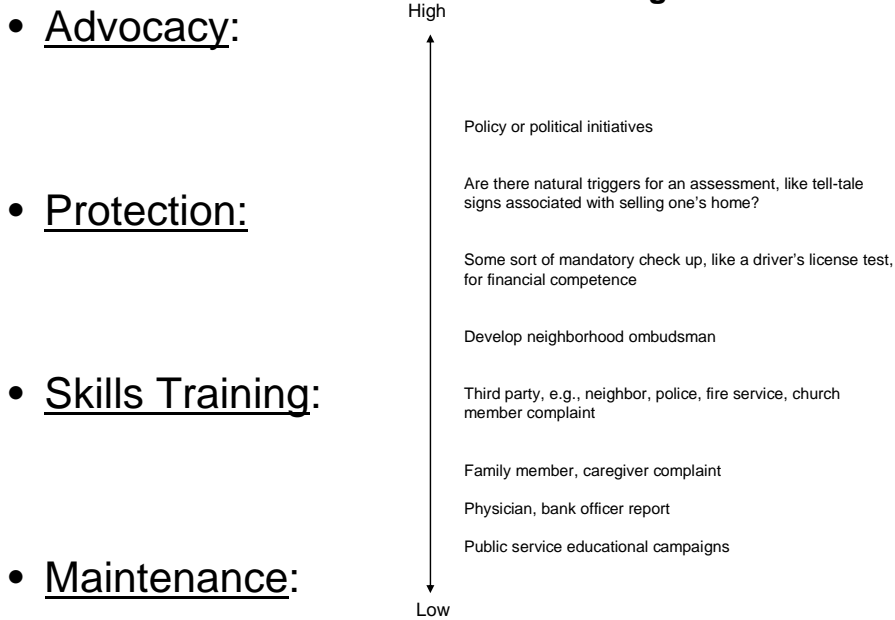 High
• Advocacy:
Policy or political initiatives
Are there natural triggers for an assessment, like tell-tale
signs associated with selling one's home?
• Protection:
Some sort of mandatory check up, like a driver's license test,
for financial competence
Develop neighborhood ombudsman
• Skills Training:
Third party, e.g., neighbor, police, fire service, church
member complaint
Family member, caregiver complaint
Physician, bank officer report
Public service educational campaigns
• Maintenance:
Low